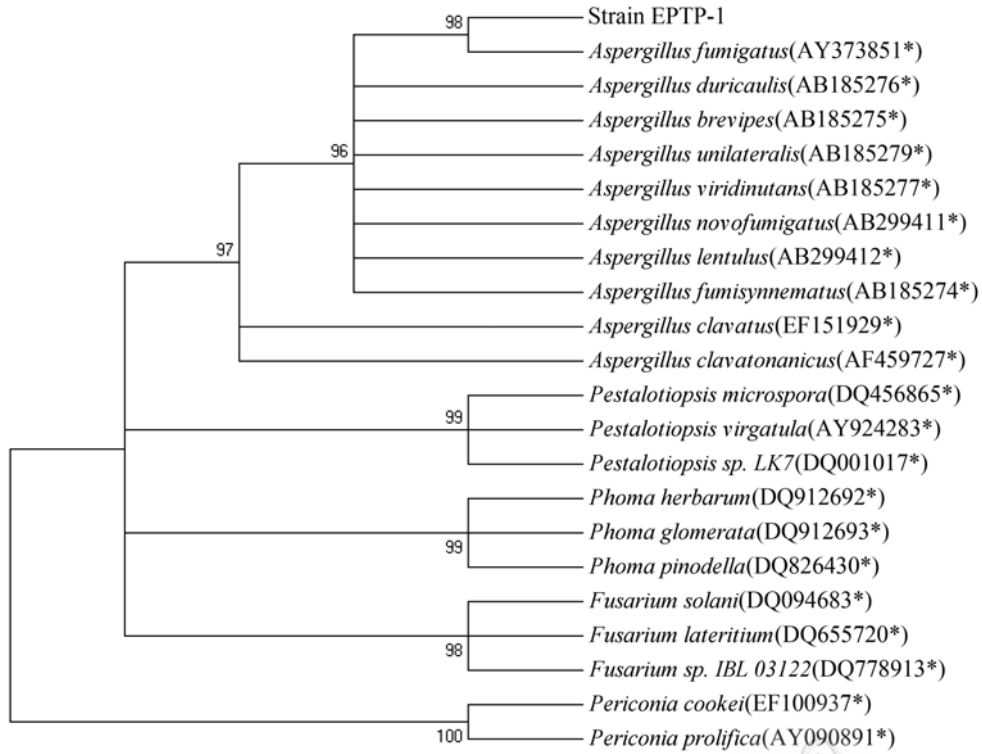 98
Strain EPTP-1
Aspergillus fumigatus(AY373851*)
Aspergillus duricaulis(AB185276*)
Aspergillus brevipes(AB185275*)
96
Aspergillus unilateralis(AB185279*)
Aspergillus viridinutans(AB185277*)
Aspergillus novofumigatus(AB299411*)
97
Aspergillus lentulus(AB299412*)
Aspergillus fumisynnematus(AB185274*)
Aspergillus clavatus(EF151929*)
Aspergillus clavatonanicus(AF459727*)
Pestalotiopsis microspora(DQ456865*)
99
Pestalotiopsis virgatula(AY924283*)
Pestalotiopsis sp. LK7(DQ001017*)
Phoma herbarum(DQ912692*)
Phoma glomerata(DQ912693*)
99
Phoma pinodella(DQ826430*)
Fusarium solani(DQ094683*)
Fusarium lateritium(DQ655720*)
98
Fusarium sp. IBL 03122(DQ778913*)
Periconia cookei(EF100937*)
100
Periconia prolifica(AY090891*)